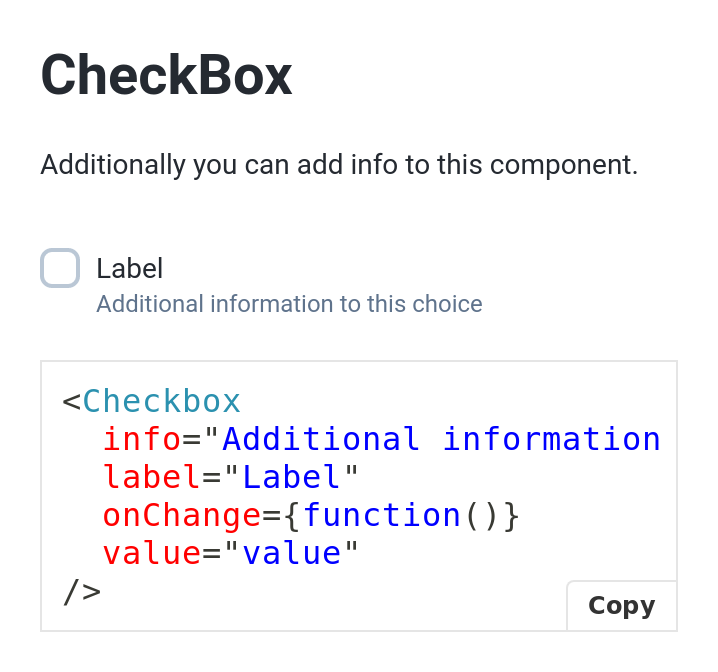 CheckBox
Additionally you can add info to this component.
Label
Additional information to this choice
<Checkbox
  info="Additional information
  label="Label"
  onChange={function()}
  value="value"
/>
Copy